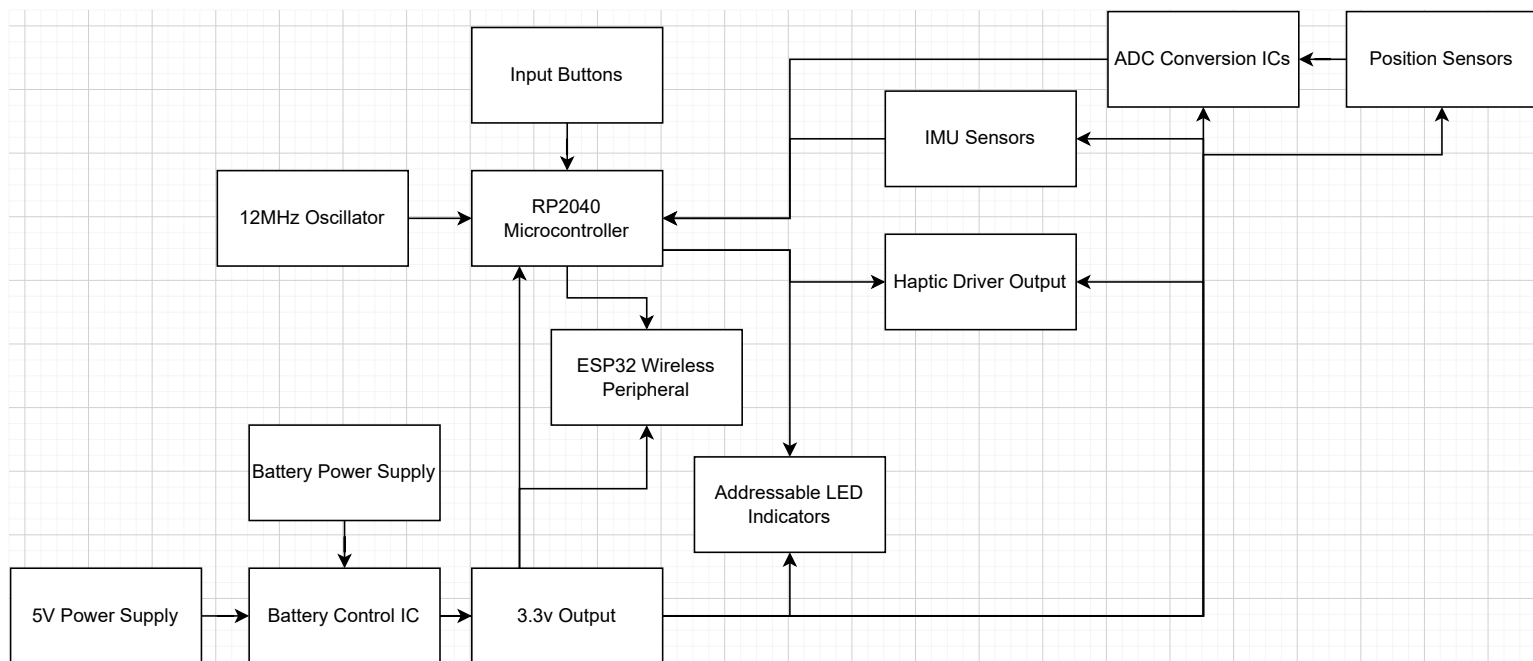 Input Buttons
ADC Conversion ICs
Position Sensors
IMU Sensors
12MHz Oscillator
RP2040
Microcontroller
Haptic Driver Output
ESP32 Wireless
Peripheral
Battery Power Supply
Addressable LED
Indicators
5V Power Supply
Battery Control IC
3.3v Output